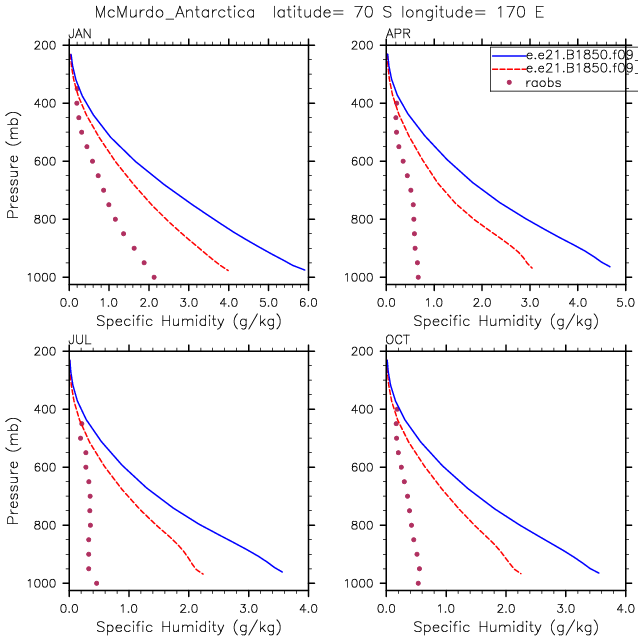 McMurdo_Antarctica latitude= 70 S longitude= 170 E
JAN
200
400
600
800
1000
Pressure (mb)
0.0 1.0 2.0 3.0 4.0 5.0 6.0
Specific Humidity (g/kg)
APR
e.e21.B1850.f09_
e.e21.B1850.f09_
raobs
200
400
600
800
1000
0.0 1.0 2.0 3.0 4.0 5.0
Specific Humidity (g/kg)
JUL
200
400
600
800
1000
Pressure (mb)
0.0 1.0 2.0 3.0 4.0
Specific Humidity (g/kg)
OCT
200
400
600
800
1000
0.0 1.0 2.0 3.0 4.0
Specific Humidity (g/kg)